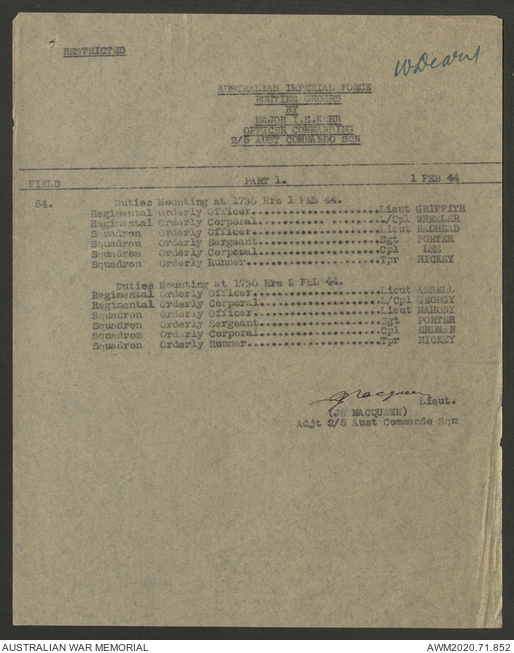 RESTRICTED
AUSTRALIAN IMPERIAL FORCE
ROUTINE ORDERS
BY
MAJOR I.E.KERR
OFFICER COMMANDING
2/5 AUST COMMANDO SQN
FIELD PART 1. 1 FEB 44
54. Duties Mounting at 1730 Hrs 1 FEB 44.
Regimental Orderly Officer..............................Lieut GRIFFITH
Regimental Orderly Corporal.............................L/Cpl WHEELER
S uadron Orderly Officer..............................Lieut REDHEAD
Squadron Orderly Sergeant.............................Sgt PORTER
Squadron Orderly Corporal.............................Cpl LEE
Squadron Orderly Runner...............................Tpr HICKEY
Duties Mounting at 1730 Hrs 2 FEB 44.
Regimental Orderly Officer..............................Lieut ABBELL
Regimental Orderly Corporal.............................L/Cpl GEORGY
Squadron Orderly Officer..............................Lieut MAHONY
Squadron Orderly Sergeant.............................Sgt PORTER
Squadron Orderly Corporal.............................Cpl ERDMAN
Squadron Orderly Runner...............................Tpr HICKEY
Lieut.
(JS MACQUEEN)
Adjt 2/5 Aust Commando Sqn
AUSTRALIAN WAR MEMORIAL AWM2020.71.852